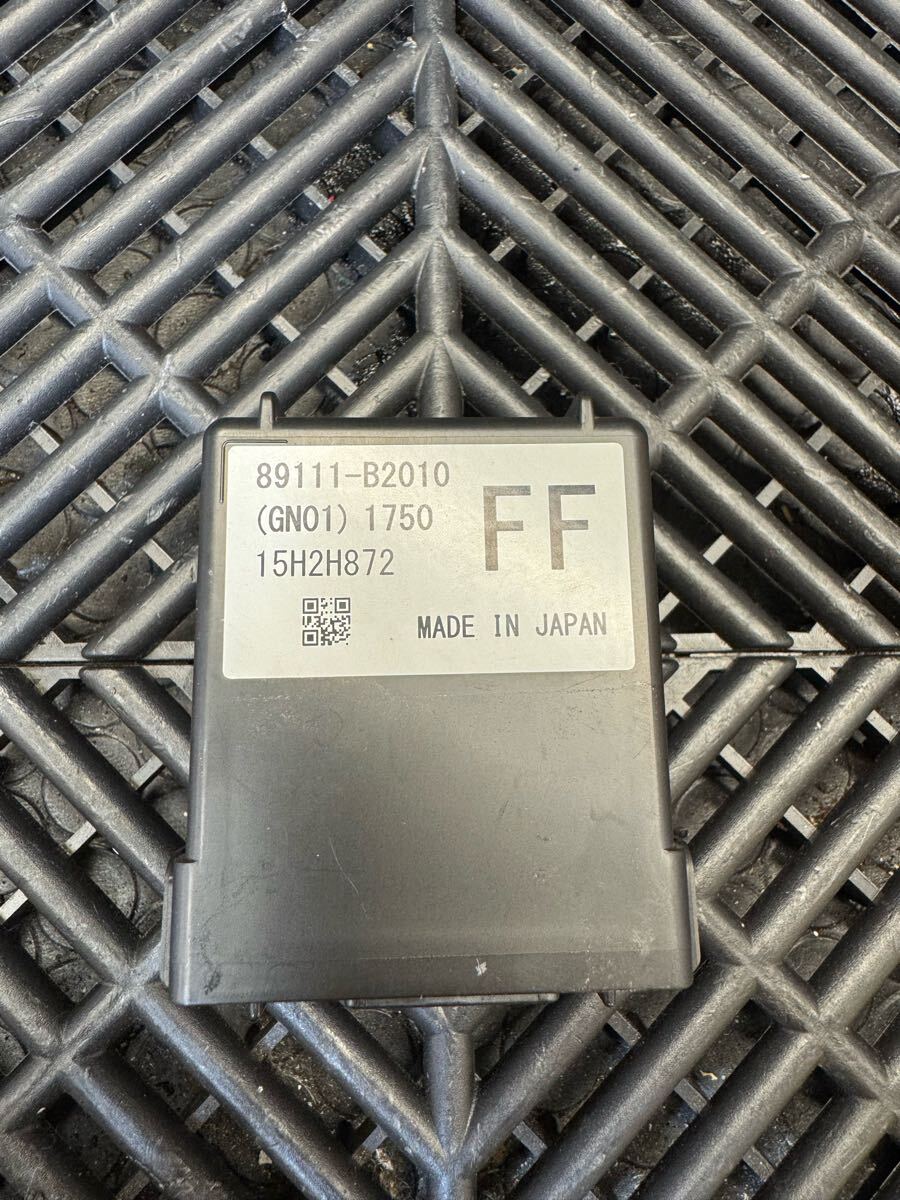 89111-B2010
(GN01) 1750
15H2H872
FF
MADE IN JAPAN